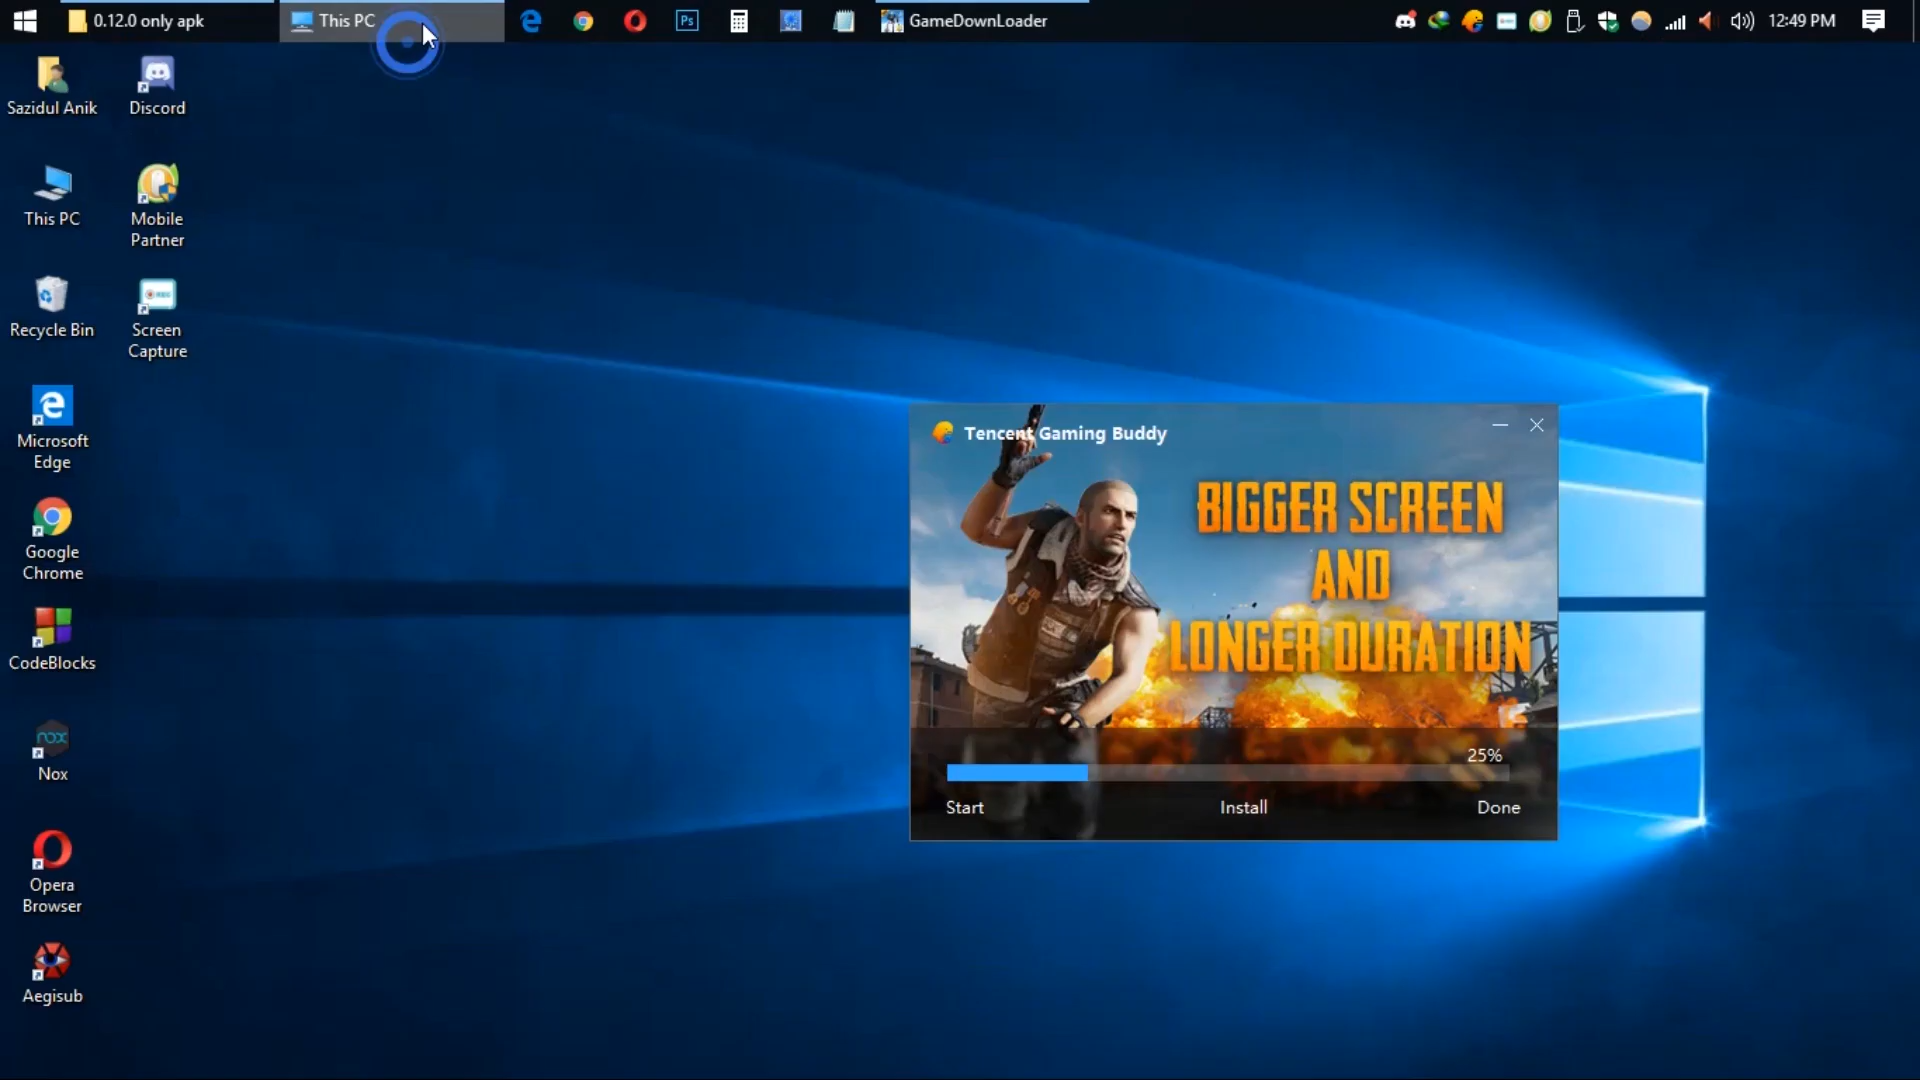 0.12.0 only apk
This PC
Ps
GameDownLoader
12:49 PM
Sazidul Anik
Discord
This PC
Mobile
Partner
Recycle Bin
Screen
Capture
Microsoft
Edge
Google
Chrome
CodeBlocks
nox
Nox
Opera
Browser
Aegisub
Tencent Gaming Buddy
BIGGER SCREEN
AND
LONGER DURATION
25%
Start
Install
Done